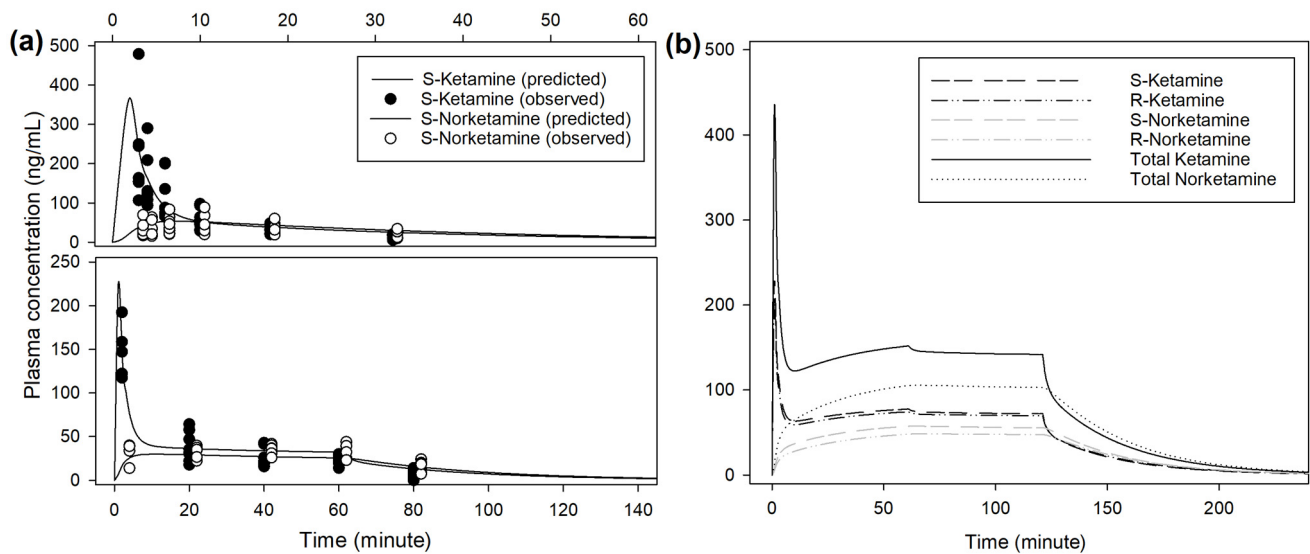 (a)
0 10 20 30 40 50 60
500
400
300
200
100
0
S-Ketamine (predicted)
S-Ketamine (observed)
S-Norketamine (predicted)
S-Norketamine (observed)
Plasma concentration (ng/mL)
250
200
150
100
50
0
0 20 40 60 80 100 120 140
Time (minute)
(b)
500
400
300
200
100
0
S-Ketamine
R-Ketamine
S-Norketamine
R-Norketamine
Total Ketamine
Total Norketamine
0 50 100 150 200
Time (minute)